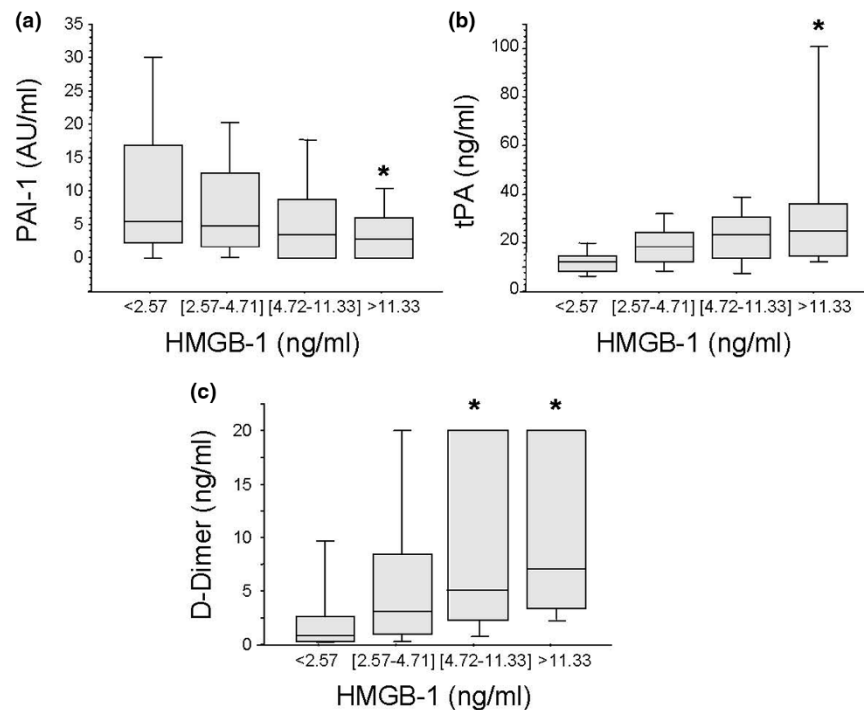 (a)
PAI-1 (AU/ml)
35
30
25
20
15
10
5
0
*
<2.57 [2.57-4.71] [4.72-11.33] >11.33
HMGB-1 (ng/ml)
(b)
tPA (ng/ml)
100
80
60
40
20
0
*
<2.57 [2.57-4.71] [4.72-11.33] >11.33
HMGB-1 (ng/ml)
(c)
D-Dimer (ng/ml)
20
15
10
5
0
* *
<2.57 [2.57-4.71] [4.72-11.33] >11.33
HMGB-1 (ng/ml)